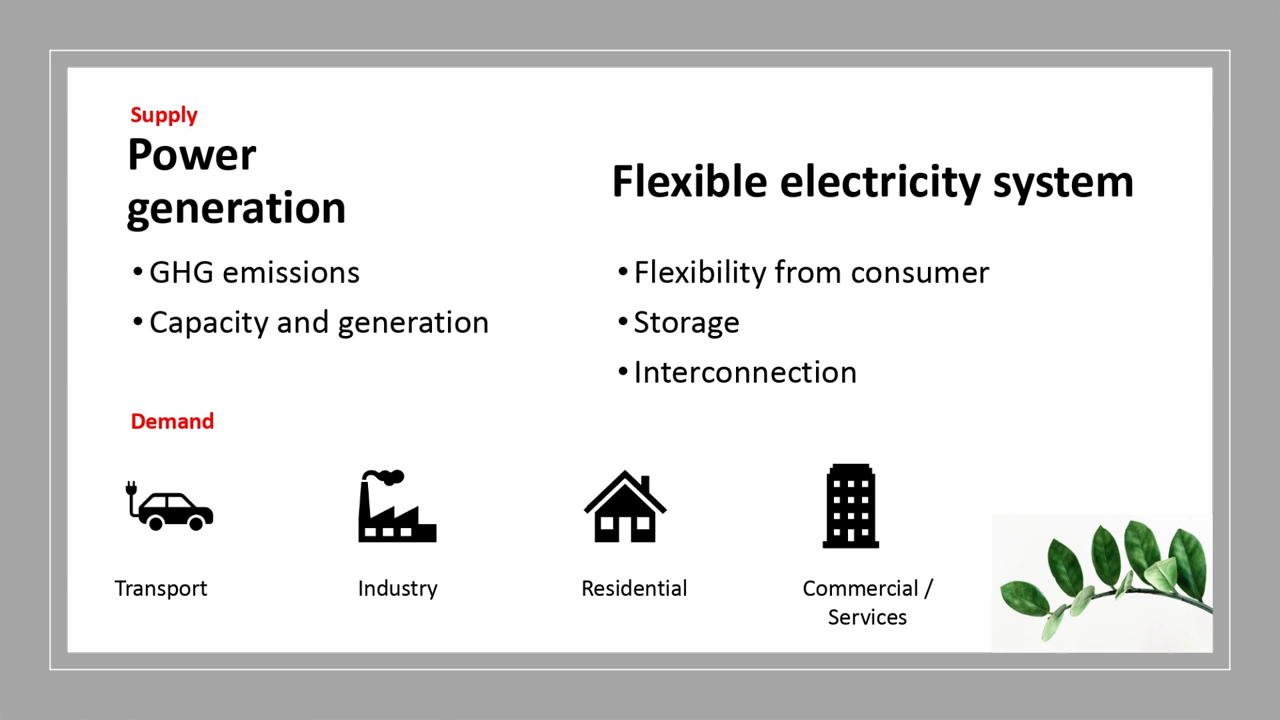 Supply
Power
generation
• GHG emissions
• Capacity and generation
Flexible electricity system
• Flexibility from consumer
• Storage
• Interconnection
Demand
Transport
Industry
Residential
Commercial /
Services